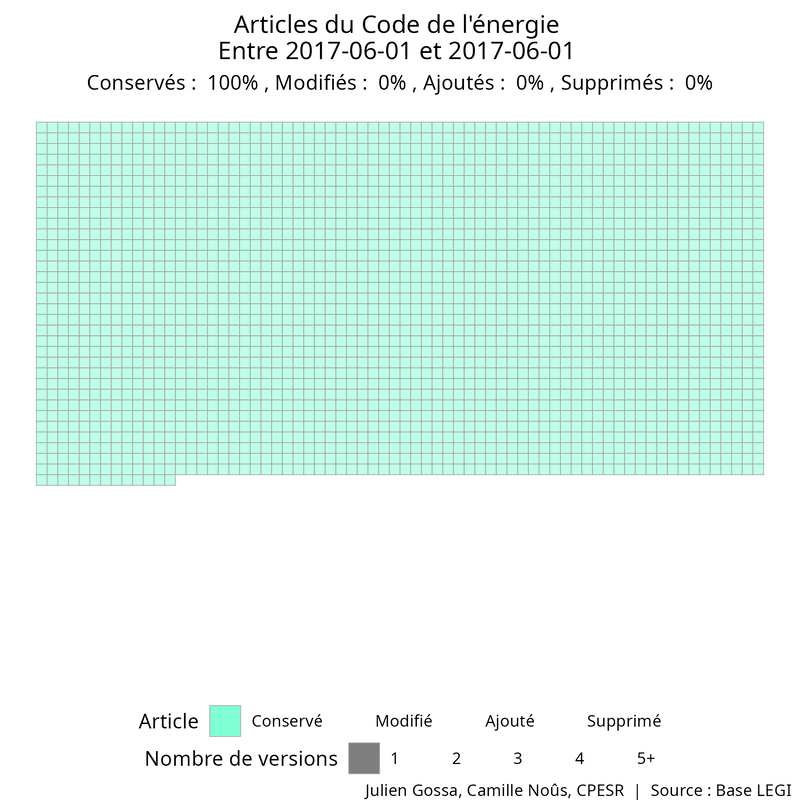 Articles du Code de l'énergie
Entre 2017-06-01 et 2017-06-01
Conservés :  100% , Modifiés :  0% , Ajoutés :  0% , Supprimés :  0%
Article Conservé Modifié Ajouté Supprimé
Nombre de versions 1 2 3 4 5+
Julien Gossa, Camille Noûs, CPESR  |  Source : Base LEGI